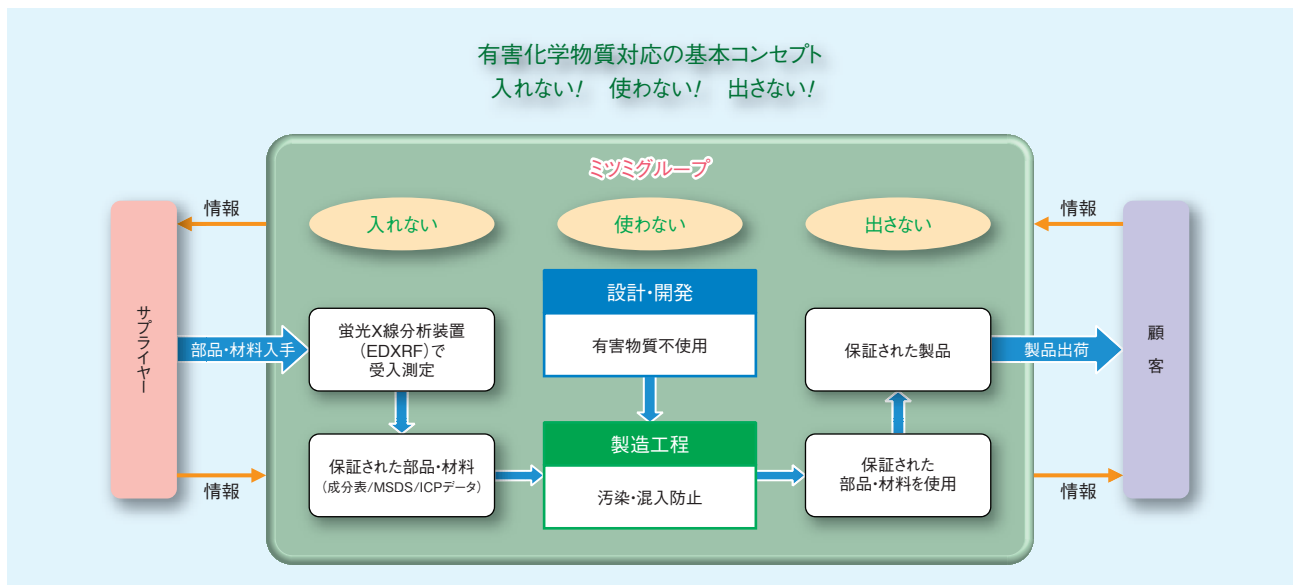 有害化学物質対応の基本コンセプト
入れない! 使わない! 出さない!
ミツミグループ
情報
入れない
使わない
出さない
情報
サプライヤー
部品・材料入手
蛍光X線分析装置
(EDXRF)で
受入測定
設計・開発
有害物質不使用
保証された製品
製品出荷
顧客
保証された部品・材料
(成分表/MSDS/ICPデータ)
製造工程
汚染・混入防止
保証された
部品・材料を使用
情報
情報